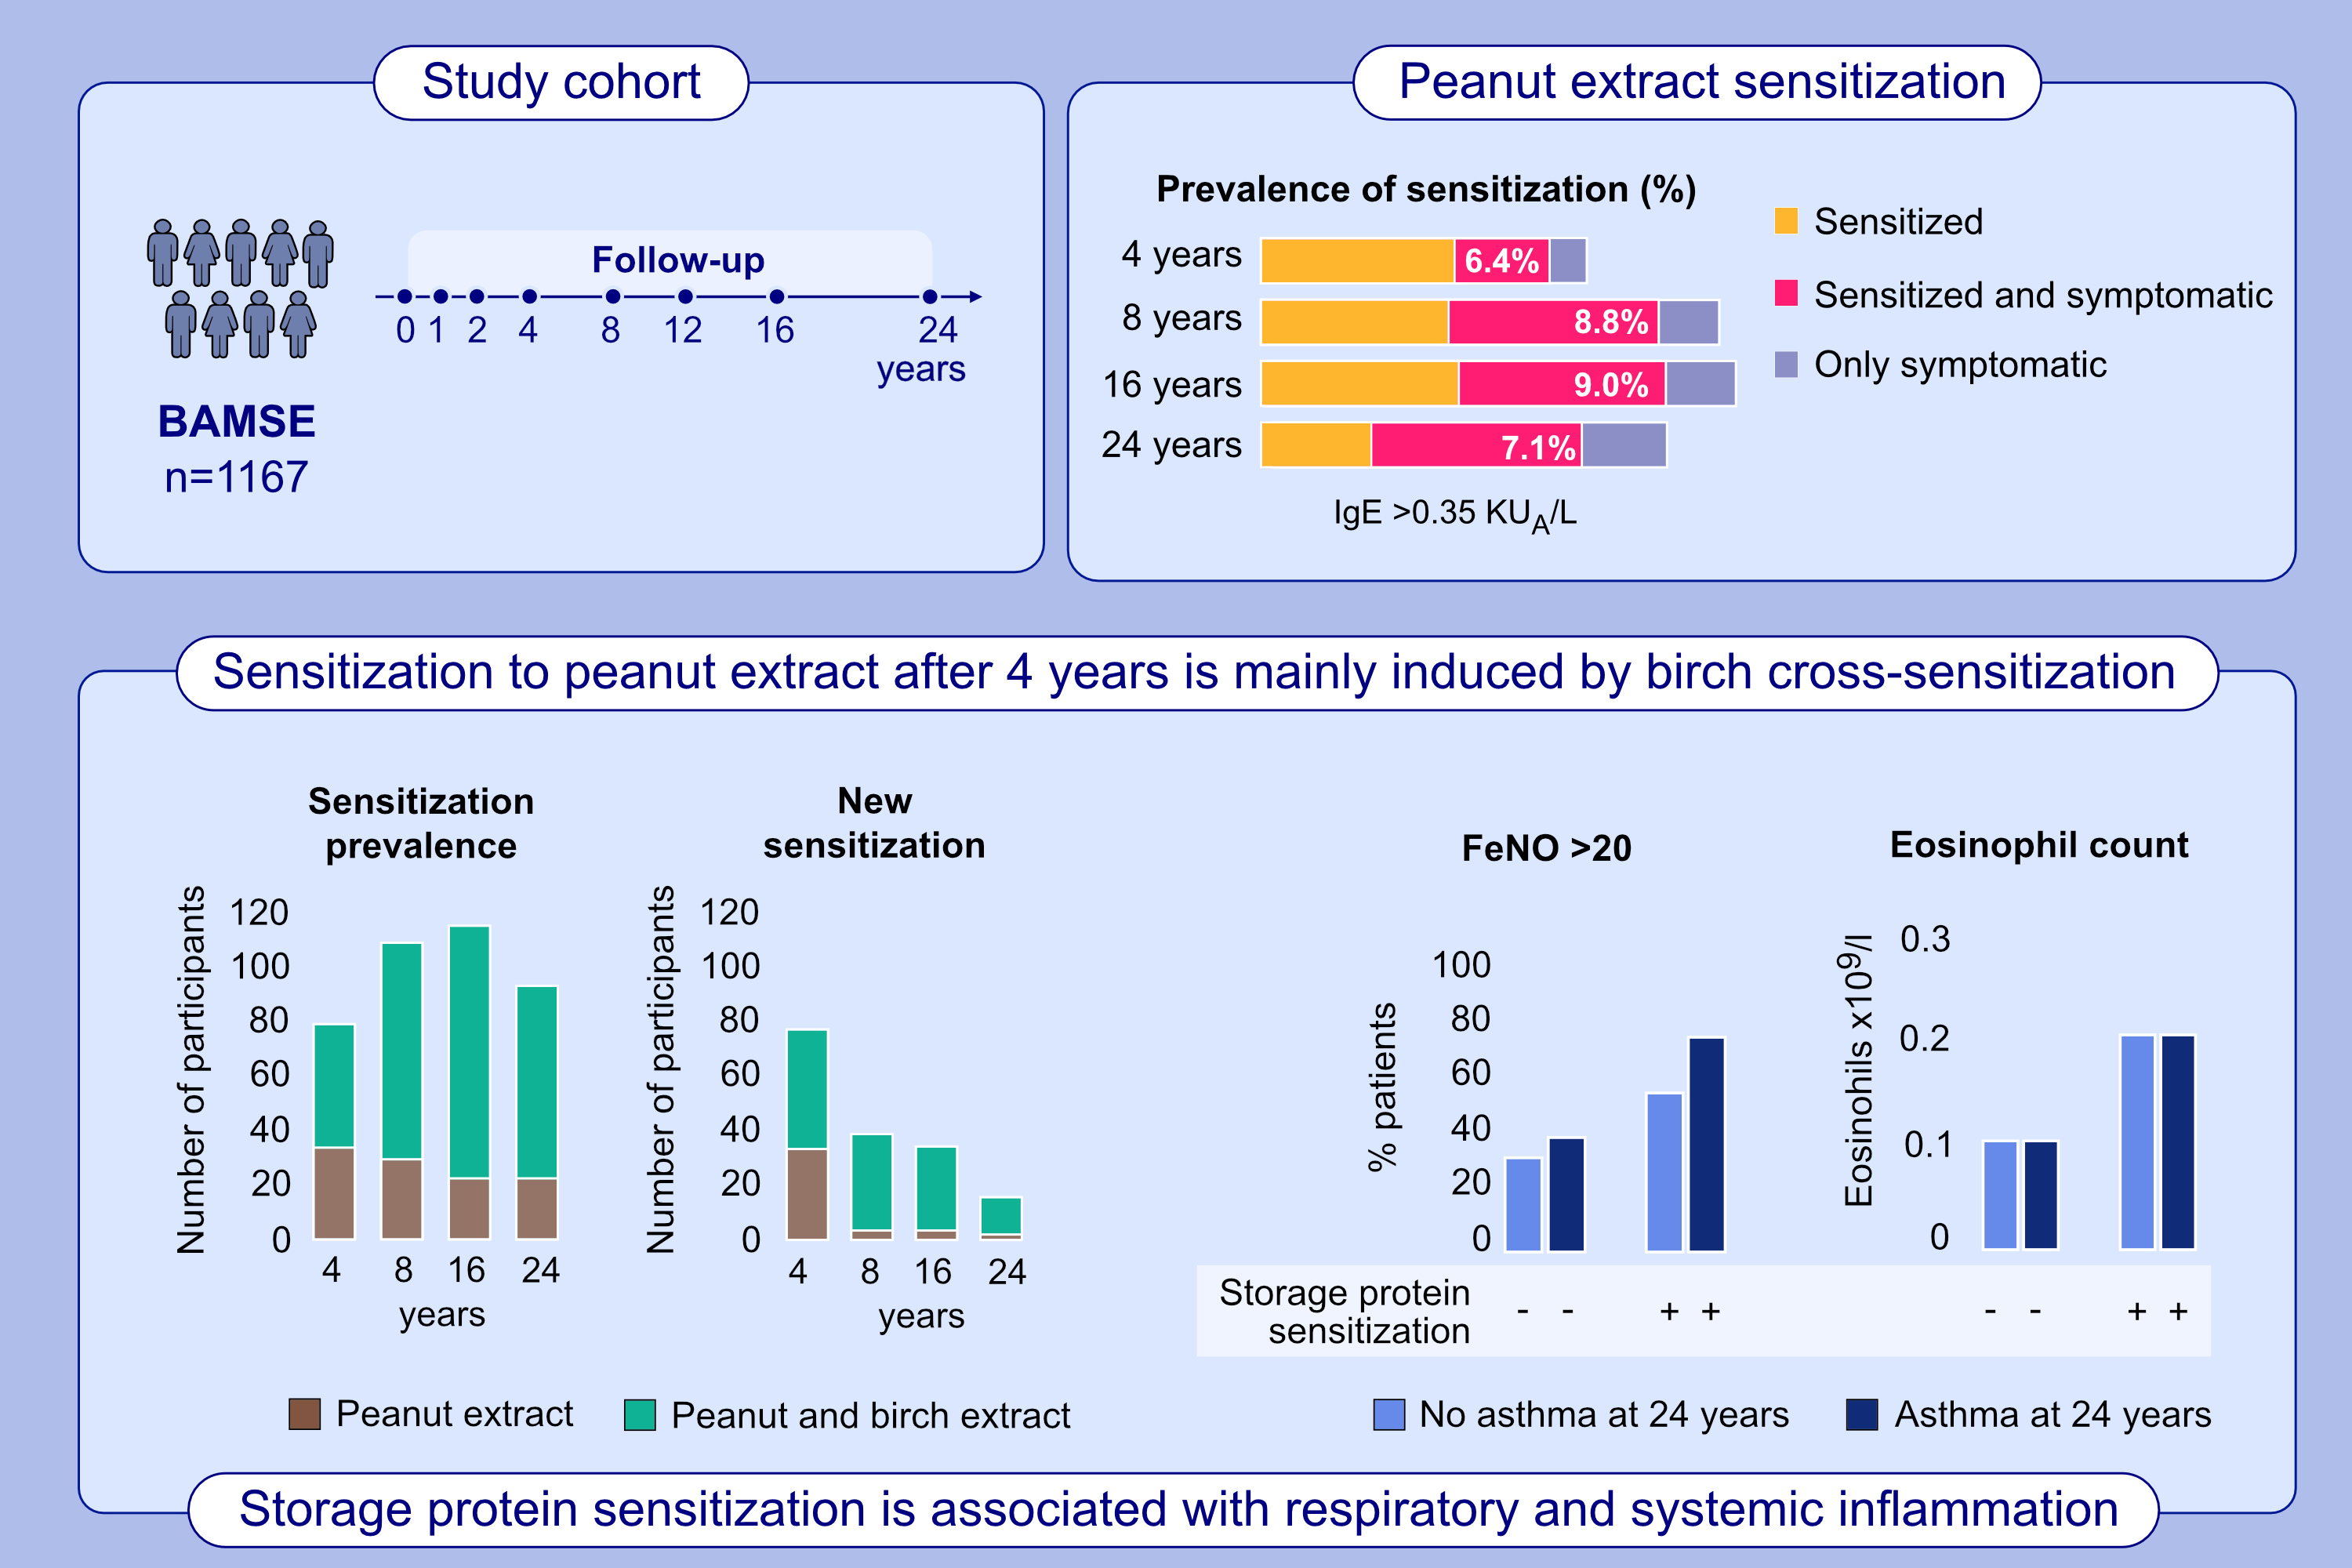 Study cohort
Follow-up
0 1 2 4 8 12 16 24
years
BAMSE
n=1167
Peanut extract sensitization
Prevalence of sensitization (%)
4 years 6.4%
8 years 8.8%
16 years 9.0%
24 years 7.1%
IgE >0.35 KU_A/L
Sensitized
Sensitized and symptomatic
Only symptomatic
Sensitization to peanut extract after 4 years is mainly induced by birch cross-sensitization
Sensitization
prevalence
Number of participants
120
100
80
60
40
20
0
4 8 16 24
years
New
sensitization
Number of participants
120
100
80
60
40
20
0
4 8 16 24
years
Peanut extract
Peanut and birch extract
FeNO >20
% patients
100
80
60
40
20
0
Eosinophil count
Eosinohils x10⁹/l
0.3
0.2
0.1
0
Storage protein
sensitization
- - + + - - + +
No asthma at 24 years
Asthma at 24 years
Storage protein sensitization is associated with respiratory and systemic inflammation